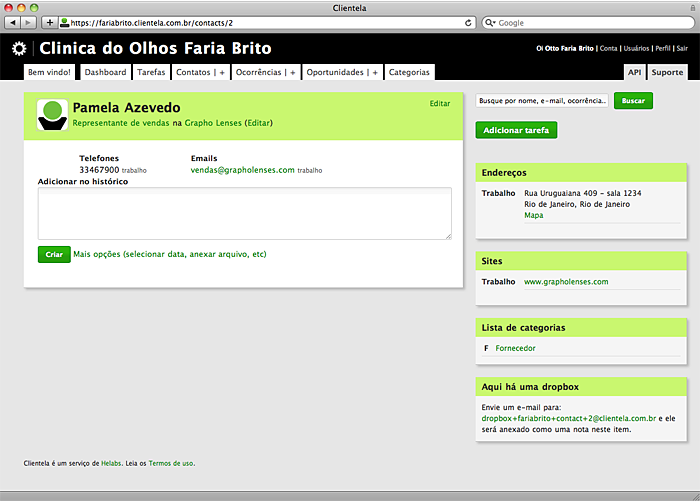 Clientela
https://fariabrito.clientela.com.br/contacts/2
Google
Clinica do Olhos Faria Brito
Oi Otto Faria Brito | Conta | Usuários | Perfil | Sair
Bem vindo! Dashboard Tarefas Contatos | + Ocorrências | + Oportunidades | + Categorias API Suporte
Pamela Azevedo
Editar
Representante de vendas na Grapho Lenses (Editar)
Telefones
33467900 trabalho
Emails
vendas@grapholenses.com trabalho
Adicionar no histórico
Criar Mais opções (selecionar data, anexar arquivo, etc)
Busque por nome, e-mail, ocorrência.. Buscar
Adicionar tarefa
Endereços
Trabalho Rua Uruguaiana 409 - sala 1234
Rio de Janeiro, Rio de Janeiro
Mapa
Sites
Trabalho www.grapholenses.com
Lista de categorias
F Fornecedor
Aqui há uma dropbox
Envie um e-mail para:
dropbox+fariabrito+contact+2@clientela.com.br e ele
será anexado como uma nota neste item.
Clientela é um serviço de Helabs. Leia os Termos de uso.